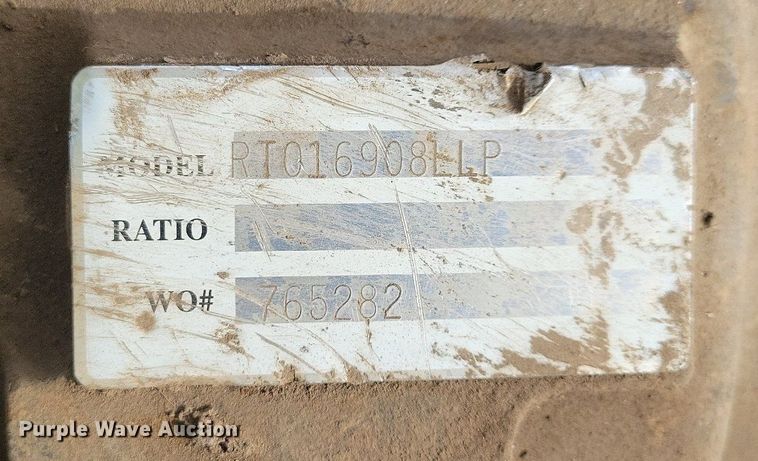 MODEL RTO16908LLP
RATIO
WO# 765282
Purple Wave Auction